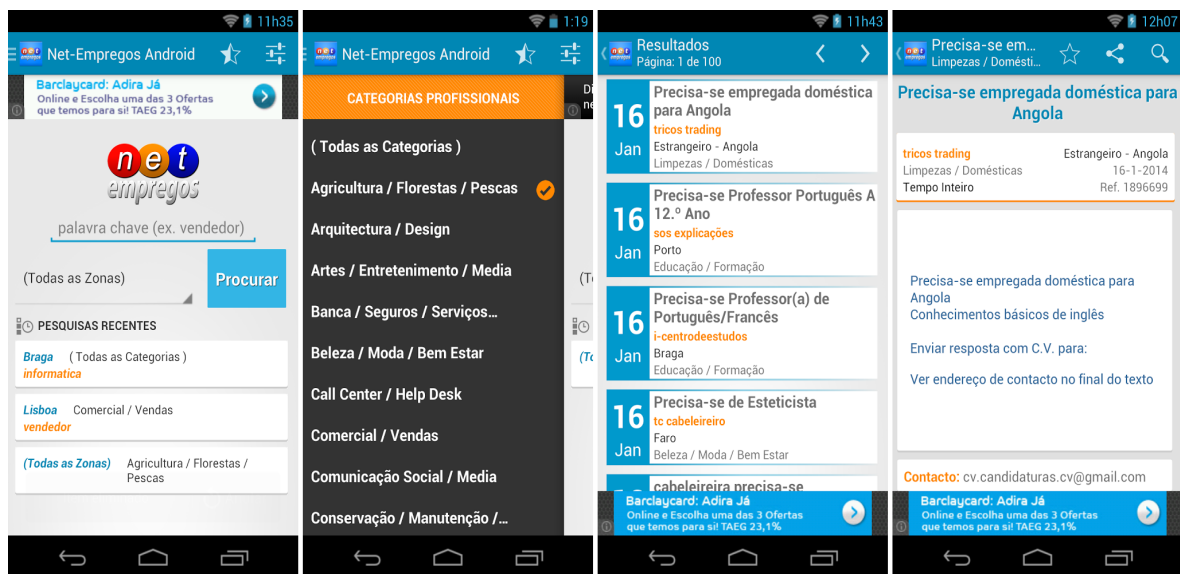 11h35
Net-Empregos Android
Barclaycard: Adira Já
Online e Escolha uma das 3 Ofertas
que temos para si! TAEG 23,1%
net
empregos
palavra chave (ex. vendedor)
(Todas as Zonas)
Procurar
PESQUISAS RECENTES
Braga ( Todas as Categorias )
informatica
Lisboa Comercial / Vendas
vendedor
(Todas as Zonas) Agricultura / Florestas /
Pescas
1:19
Net-Empregos Android
CATEGORIAS PROFISSIONAIS
( Todas as Categorias )
Agricultura / Florestas / Pescas
Arquitectura / Design
Artes / Entretenimento / Media
Banca / Seguros / Serviços...
Beleza / Moda / Bem Estar
Call Center / Help Desk
Comercial / Vendas
Comunicação Social / Media
Conservação / Manutenção /...
11h43
Resultados
Página: 1 de 100
16 Jan
Precisa-se empregada doméstica
para Angola
tricos trading
Estrangeiro - Angola
Limpezas / Domésticas
16 Jan
Precisa-se Professor Português A
12.º Ano
sos explicações
Porto
Educação / Formação
16 Jan
Precisa-se Professor(a) de
Português/Francês
i-centrodeestudos
Braga
Educação / Formação
16 Jan
Precisa-se de Esteticista
tc cabeleireiro
Faro
Beleza / Moda / Bem Estar
cabeleireira precisa-se
Barclaycard: Adira Já
Online e Escolha uma das 3 Ofertas
que temos para si! TAEG 23,1%
12h07
Precisa-se em...
Limpezas / Domésti...
Precisa-se empregada doméstica para
Angola
tricos trading Estrangeiro - Angola
Limpezas / Domésticas 16-1-2014
Tempo Inteiro Ref. 1896699
Precisa-se empregada doméstica para
Angola
Conhecimentos básicos de inglês
Enviar resposta com C.V. para:
Ver endereço de contacto no final do texto
Contacto: cv.candidaturas.cv@gmail.com
Barclaycard: Adira Já
Online e Escolha uma das 3 Ofertas
que temos para si! TAEG 23,1%